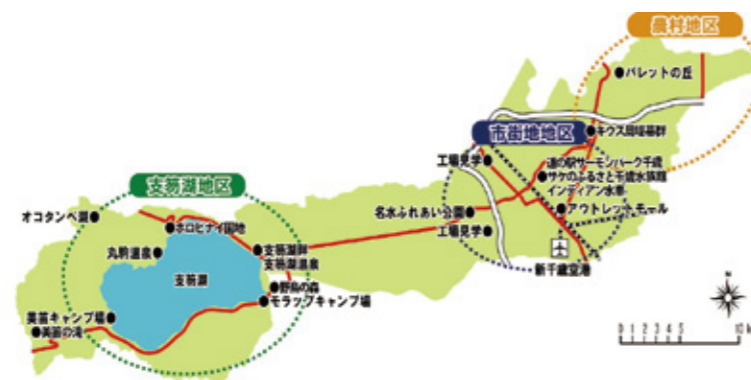 農村地区
パレットの丘
市街地地区
キウス周堤墓群
工場見学
道の駅サーモンパーク千歳
サケのふるさと千歳水族館
インディアン水車
名水ふれあい公園
アウトレットモール
工場見学
新千歳空港
支笏湖地区
オコタンペ湖
ホロピナイ園地
丸駒温泉
支笏湖畔
支笏湖温泉
支笏湖
野鳥の森
モラップキャンプ場
美笛キャンプ場
美笛の滝
N
0 1 2 3 4 5 10 k